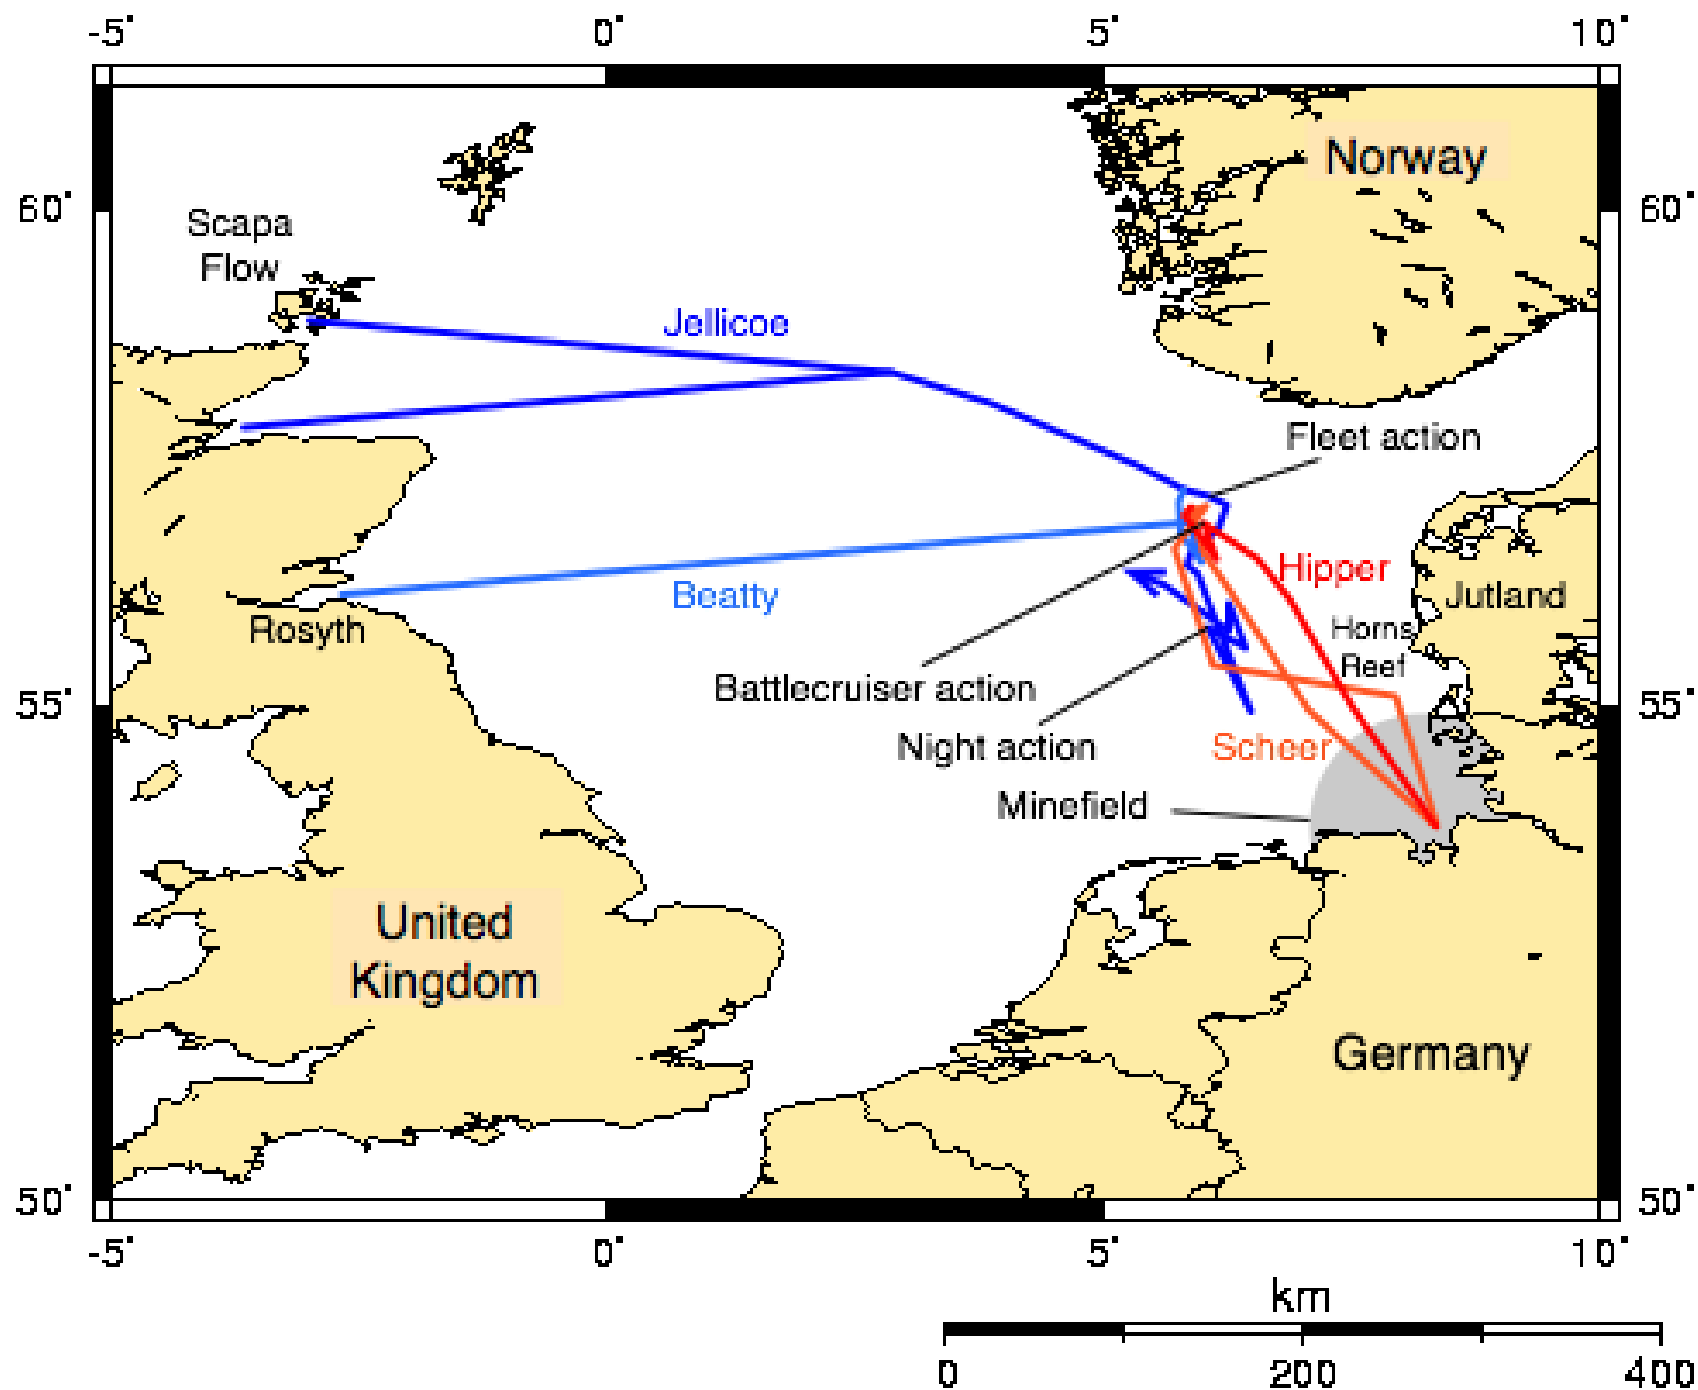 -5° 0° 5° 10°
Norway
60° 60°
Scapa
Flow
Jellicoe
Fleet action
Hipper
Beatty
Jutland
Rosyth
Horns
Reef
Battlecruiser action
55° 55°
Night action
Scheer
Minefield
United
Kingdom
Germany
50° 50°
-5° 0° 5° 10°
km
0 200 400